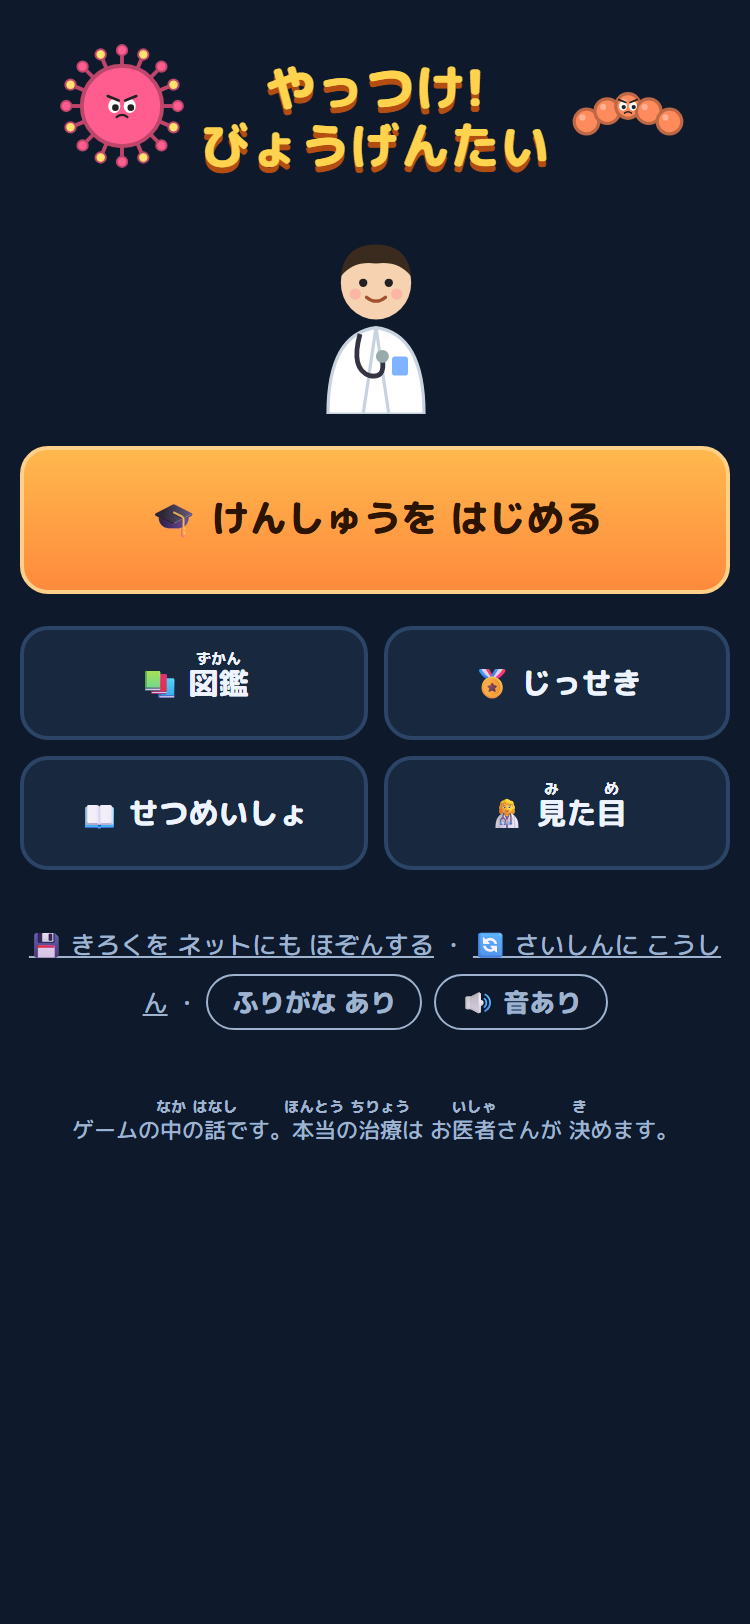 やっつけ!
びょうげんたい
🎓 けんしゅうを はじめる
ずかん
📚 図鑑
🏅 じっせき
📖 せつめいしょ
み め
👩‍⚕️ 見た目
💾 きろくを ネットにも ほぞんする · 🔄 さいしんに こうし
ん · ふりがな あり 🔊 音あり
なか はなし ほんとう ちりょう いしゃ き
ゲームの中の話です。本当の治療は お医者さんが 決めます。